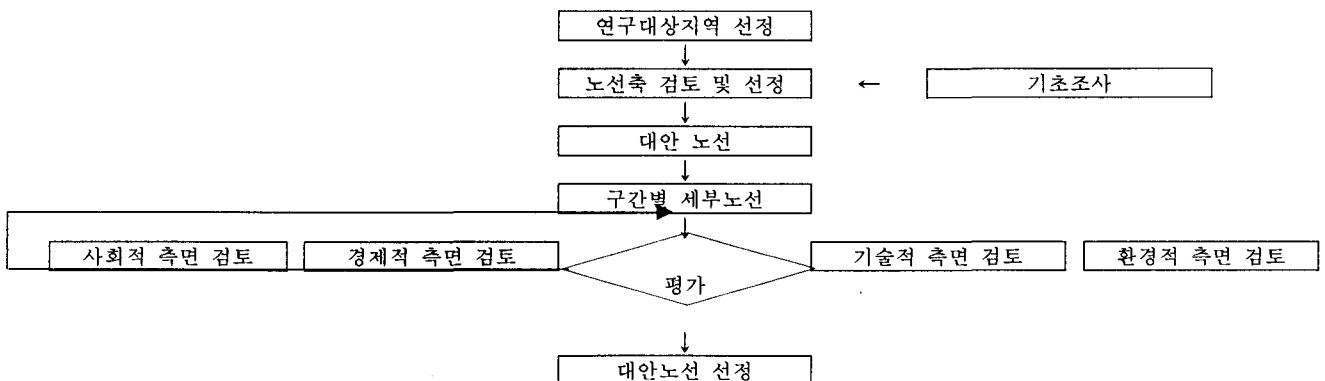 연구대상지역 선정
↓
노선축 검토 및 선정 ← 기초조사
↓
대안 노선
↓
구간별 세부노선
↓
사회적 측면 검토 경제적 측면 검토 기술적 측면 검토 환경적 측면 검토
평가
↓
대안노선 선정